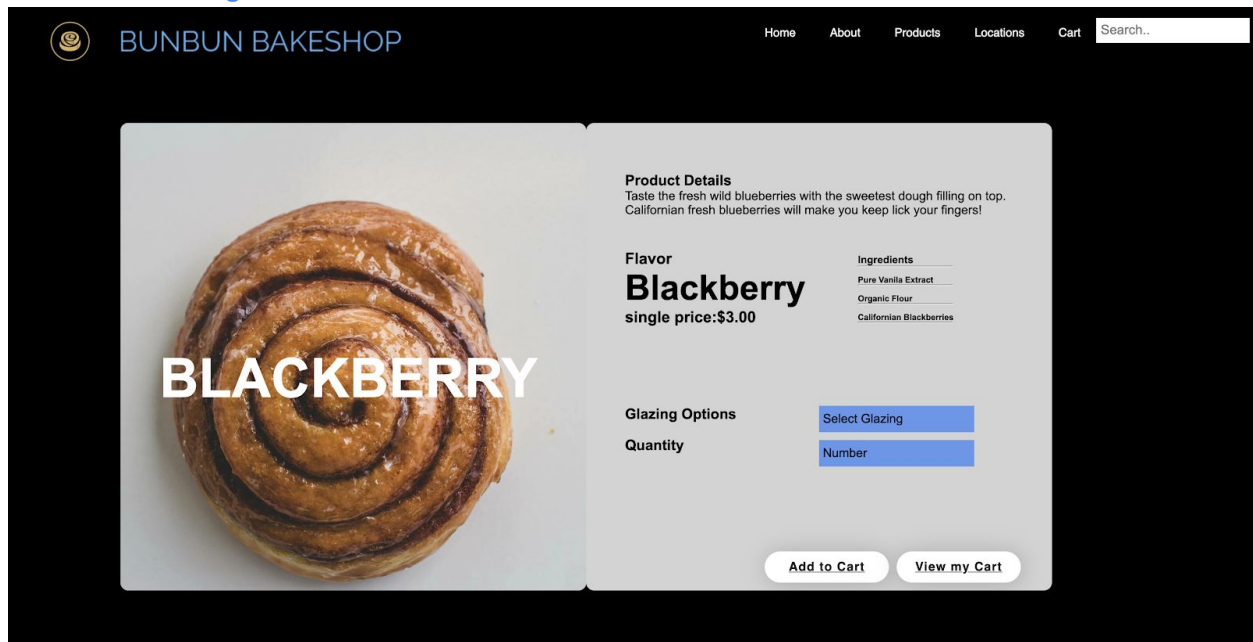 BUNBUN BAKESHOP
Home About Products Locations Cart Search..
BLACKBERRY
Product Details
Taste the fresh wild blueberries with the sweetest dough filling on top.
Californian fresh blueberries will make you keep lick your fingers!
Flavor
Blackberry
single price:$3.00
Ingredients
Pure Vanila Extract
Organic Flour
Californian Blackberries
Glazing Options Select Glazing
Quantity Number
Add to Cart View my Cart